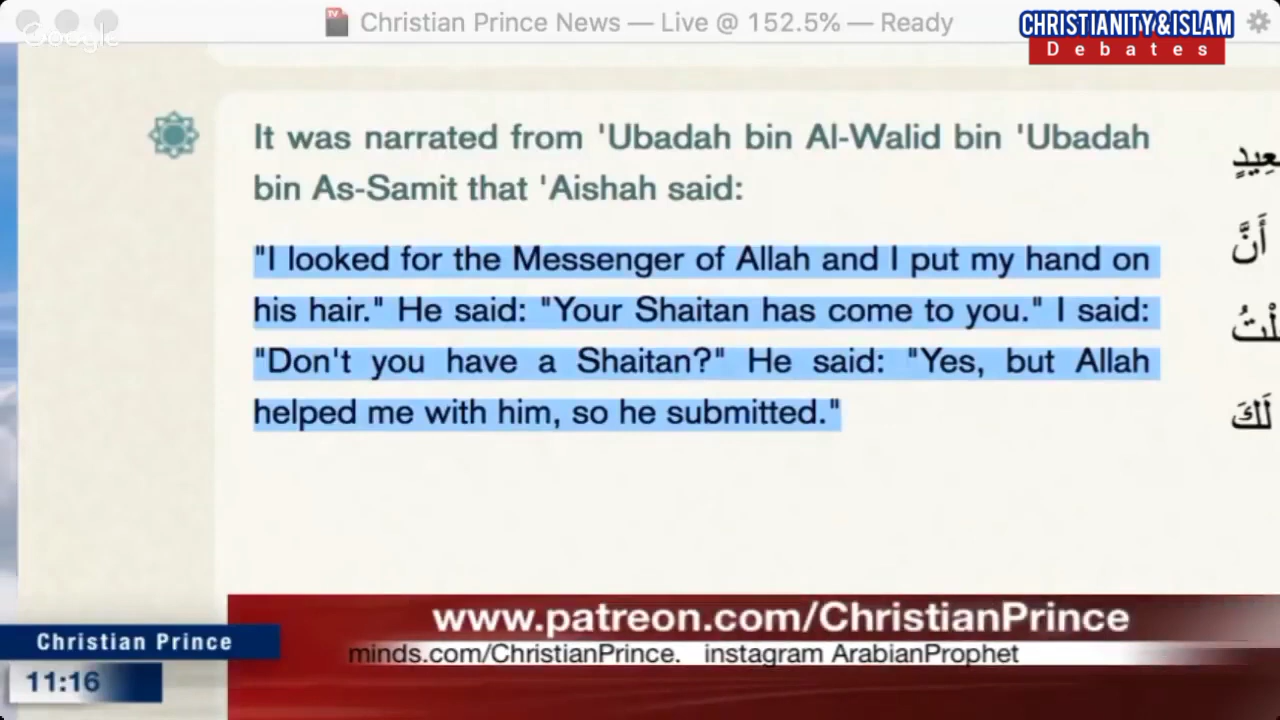 Christian Prince News — Live @ 152.5% — Ready
Google
CHRISTIANITY&ISLAM
Debates
It was narrated from 'Ubadah bin Al-Walid bin 'Ubadah
bin As-Samit that 'Aishah said:
"I looked for the Messenger of Allah and I put my hand on
his hair." He said: "Your Shaitan has come to you." I said:
"Don't you have a Shaitan?" He said: "Yes, but Allah
helped me with him, so he submitted."
أَنَّ
لَكَ
www.patreon.com/ChristianPrince
Christian Prince
minds.com/ChristianPrince. instagram ArabianProphet
11:16